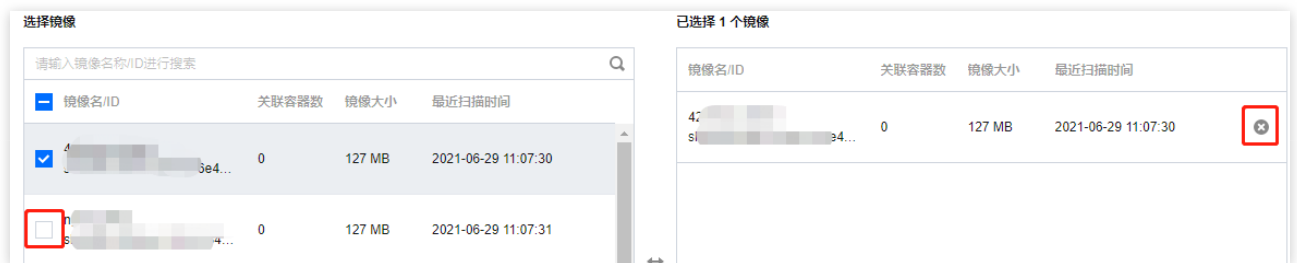 选择镜像
已选择 1 个镜像
请输入镜像名称/ID进行搜索
镜像名/ID 关联容器数 镜像大小 最近扫描时间
镜像名/ID 关联容器数 镜像大小 最近扫描时间
0 127 MB 2021-06-29 11:07:30
6e4...
0 127 MB 2021-06-29 11:07:31
4...
42
0 127 MB 2021-06-29 11:07:30
e4...